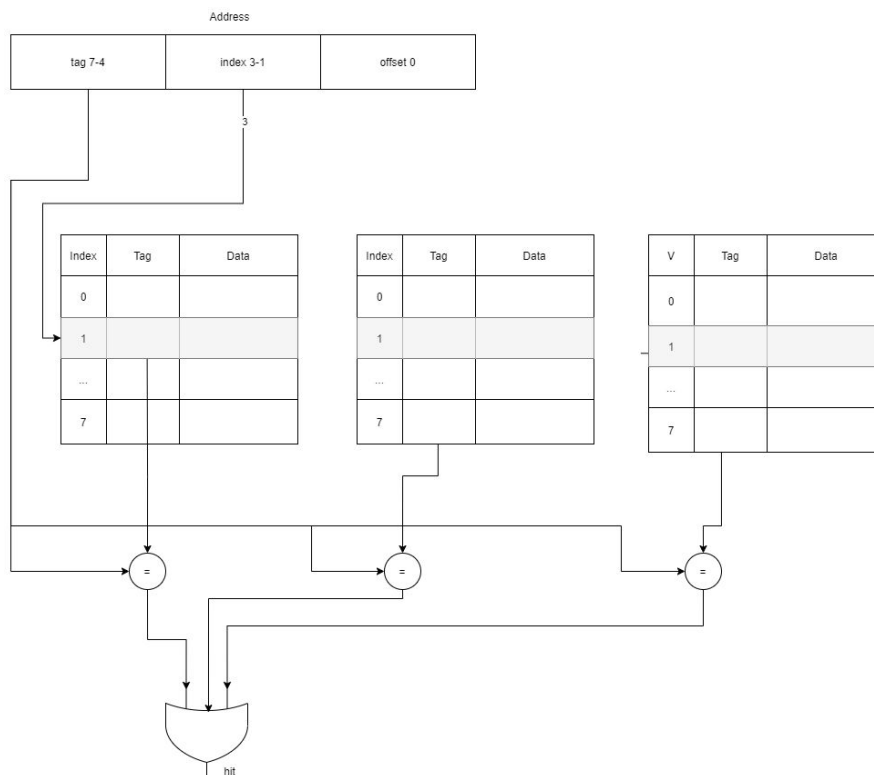 Address
tag 7-4 index 3-1 offset 0
3
Index Tag Data Index Tag Data V Tag Data
0 0 0
1 1 1
... ... ...
7 7 7
= = =
hit